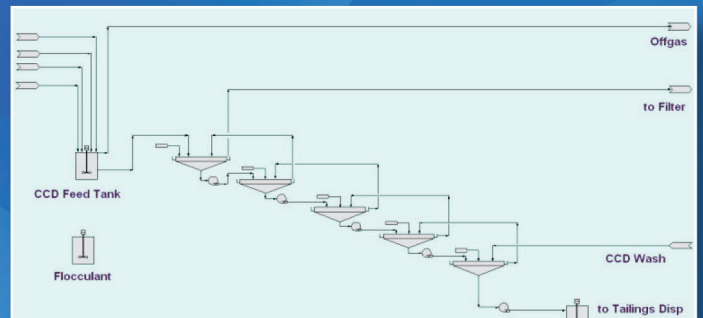 Offgas
to Filter
CCD Feed Tank
Flocculant
CCD Wash
to Tailings Disp